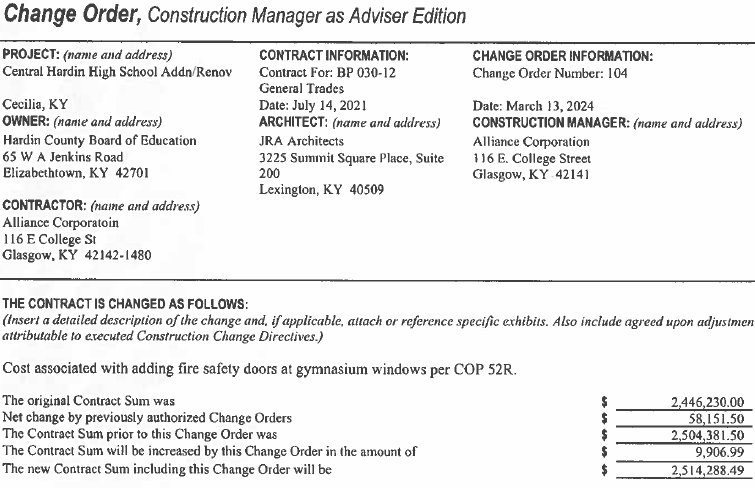 Change Order, Construction Manager as Adviser Edition
PROJECT: (name and address)
Central Hardin High School Addn/Renov
Cecilia, KY
OWNER: (name and address)
Hardin County Board of Education
65 W A Jenkins Road
Elizabethtown, KY 42701
CONTRACTOR: (name and address)
Alliance Corporatoin
116 E College St
Glasgow, KY 42142-1480
CONTRACT INFORMATION:
Contract For: BP 030-12
General Trades
Date: July 14, 2021
ARCHITECT: (name and address)
JRA Architects
3225 Summit Square Place, Suite
200
Lexington, KY 40509
CHANGE ORDER INFORMATION:
Change Order Number: 104
Date: March 13, 2024
CONSTRUCTION MANAGER: (name and address)
Alliance Corporation
116 E. College Street
Glasgow, KY 42141
THE CONTRACT IS CHANGED AS FOLLOWS:
(Insert a detailed description of the change and, if applicable, attach or reference specific exhibits. Also include agreed upon adjustmen
attributable to executed Construction Change Directives.)
Cost associated with adding fire safety doors at gymnasium windows per COP 52R.
The original Contract Sum was $ 2,446,230.00
Net change by previously authorized Change Orders $ 58,151.50
The Contract Sum prior to this Change Order was $ 2,504,381.50
The Contract Sum will be increased by this Change Order in the amount of $ 9,906.99
The new Contract Sum including this Change Order will be $ 2,514,288.49